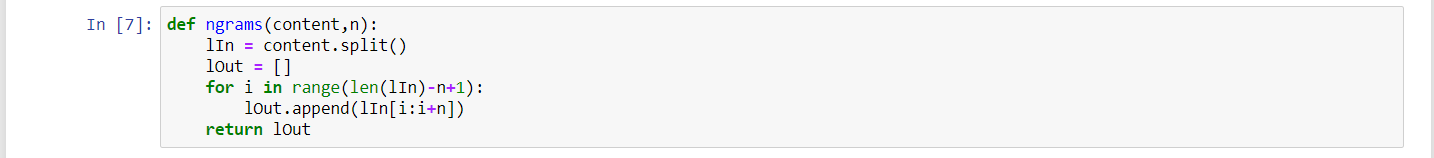 In [7]: def ngrams(content,n):
    lIn = content.split()
    lOut = []
    for i in range(len(lIn)-n+1):
        lOut.append(lIn[i:i+n])
    return lOut